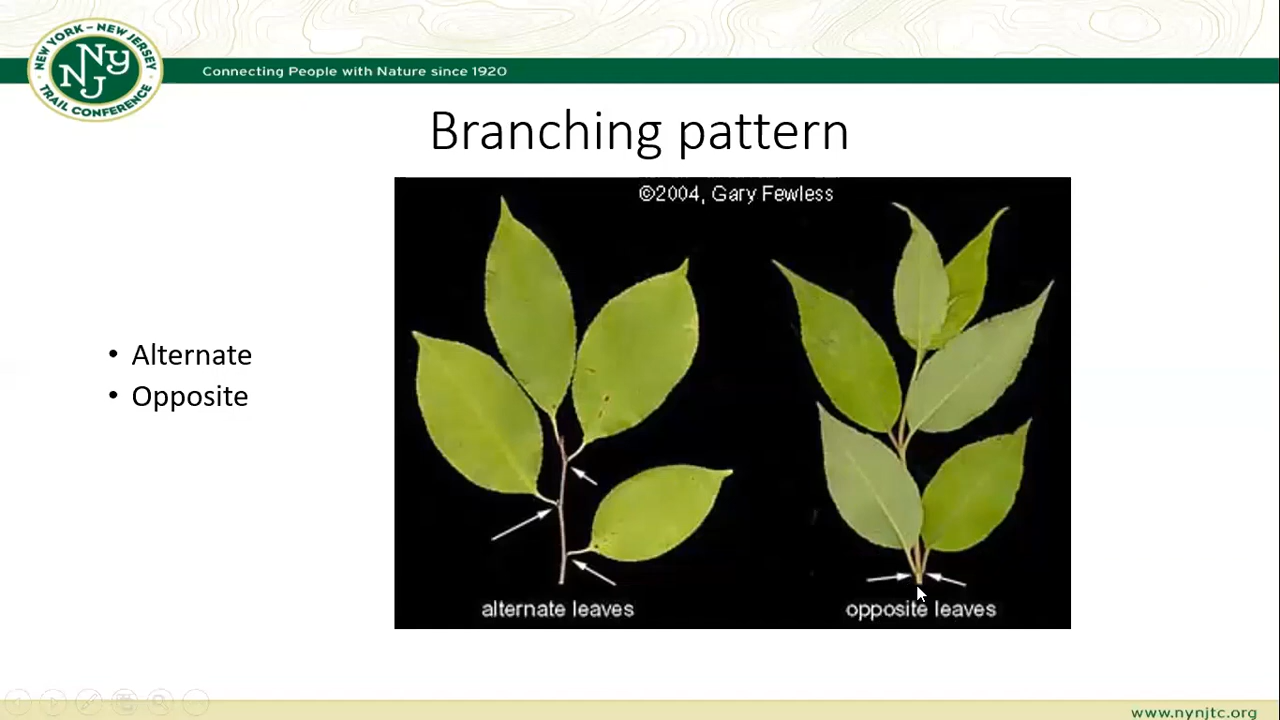 NEW YORK – NEW JERSEY
NY
NJ
TRAIL CONFERENCE
Connecting People with Nature since 1920
Branching pattern
©2004, Gary Fewless
• Alternate
• Opposite
alternate leaves
opposite leaves
www.nynjtc.org